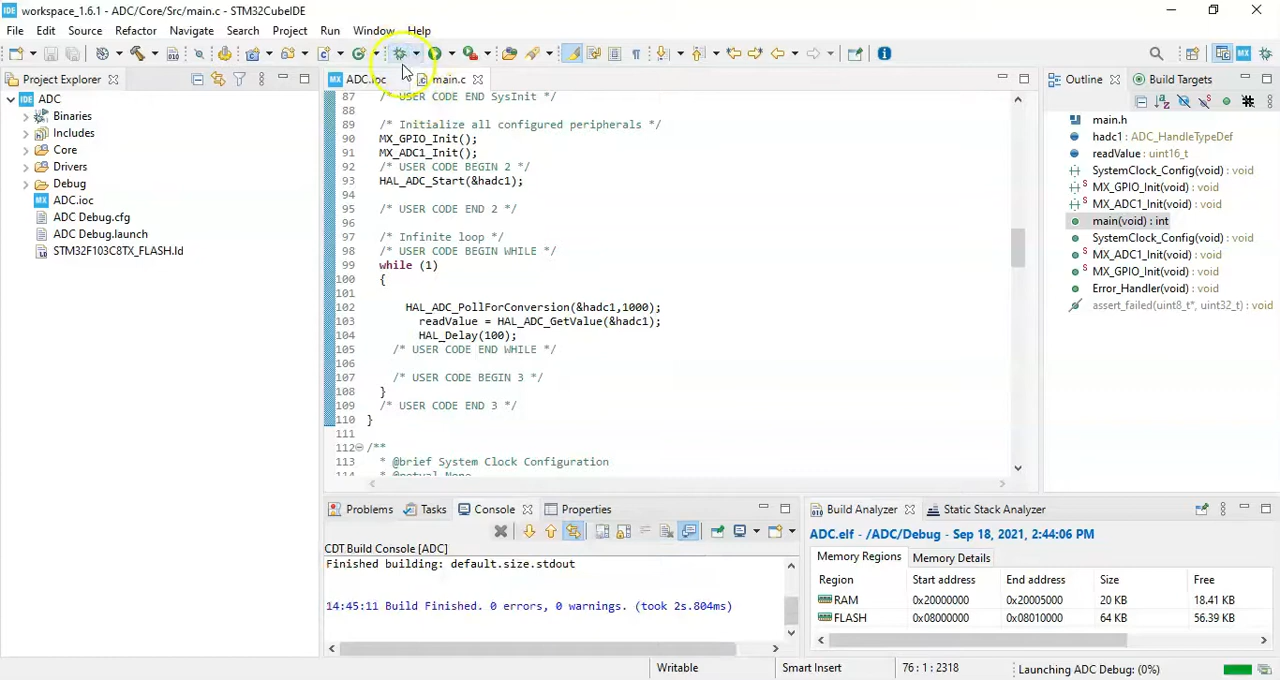 workspace_1.6.1 - ADC/Core/Src/main.c - STM32CubeIDE
File Edit Source Refactor Navigate Search Project Run Window Help
Project Explorer
ADC
Binaries
Includes
Core
Drivers
Debug
ADC.ioc
ADC Debug.cfg
ADC Debug.launch
STM32F103C8TX_FLASH.ld
ADC.ioc main.c
87 /* USER CODE END SysInit */
88
89 /* Initialize all configured peripherals */
90 MX_GPIO_Init();
91 MX_ADC1_Init();
92 /* USER CODE BEGIN 2 */
93 HAL_ADC_Start(&hadc1);
94
95 /* USER CODE END 2 */
96
97 /* Infinite loop */
98 /* USER CODE BEGIN WHILE */
99 while (1)
100 {
101
102 HAL_ADC_PollForConversion(&hadc1,1000);
103 readValue = HAL_ADC_GetValue(&hadc1);
104 HAL_Delay(100);
105 /* USER CODE END WHILE */
106
107 /* USER CODE BEGIN 3 */
108 }
109 /* USER CODE END 3 */
110 }
111
112 /**
113 * @brief System Clock Configuration
114 * @retval None
Outline Build Targets
main.h
hadc1 : ADC_HandleTypeDef
readValue : uint16_t
SystemClock_Config(void) : void
MX_GPIO_Init(void) : void
MX_ADC1_Init(void) : void
main(void) : int
SystemClock_Config(void) : void
MX_ADC1_Init(void) : void
MX_GPIO_Init(void) : void
Error_Handler(void) : void
assert_failed(uint8_t*, uint32_t) : void
Problems Tasks Console Properties
CDT Build Console [ADC]
Finished building: default.size.stdout
14:45:11 Build Finished. 0 errors, 0 warnings. (took 2s.804ms)
Build Analyzer Static Stack Analyzer
ADC.elf - /ADC/Debug - Sep 18, 2021, 2:44:06 PM
Memory Regions Memory Details
Region Start address End address Size Free
RAM 0x20000000 0x20005000 20 KB 18.41 KB
FLASH 0x08000000 0x08010000 64 KB 56.39 KB
Writable Smart Insert 76 : 1 : 2318 Launching ADC Debug: (0%)